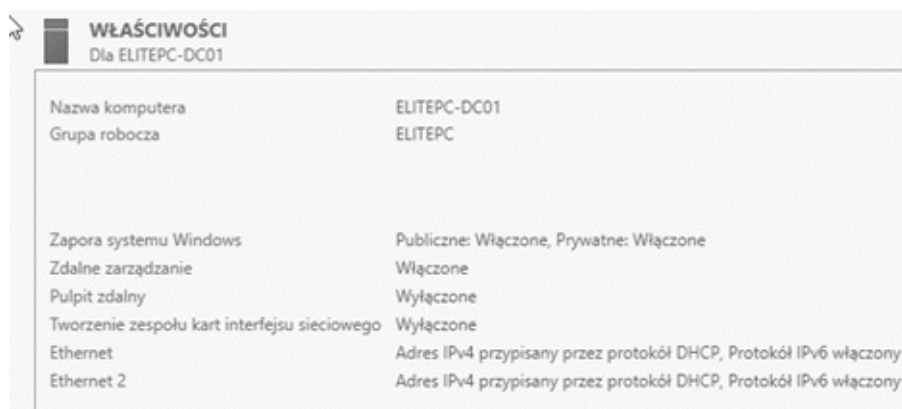 WŁAŚCIWOŚCI
Dla ELITEPC-DC01
Nazwa komputera ELITEPC-DC01
Grupa robocza ELITEPC
Zapora systemu Windows Publiczne: Włączone, Prywatne: Włączone
Zdalne zarządzanie Włączone
Pulpit zdalny Wyłączone
Tworzenie zespołu kart interfejsu sieciowego Wyłączone
Ethernet Adres IPv4 przypisany przez protokół DHCP, Protokół IPv6 włączony
Ethernet 2 Adres IPv4 przypisany przez protokół DHCP, Protokół IPv6 włączony